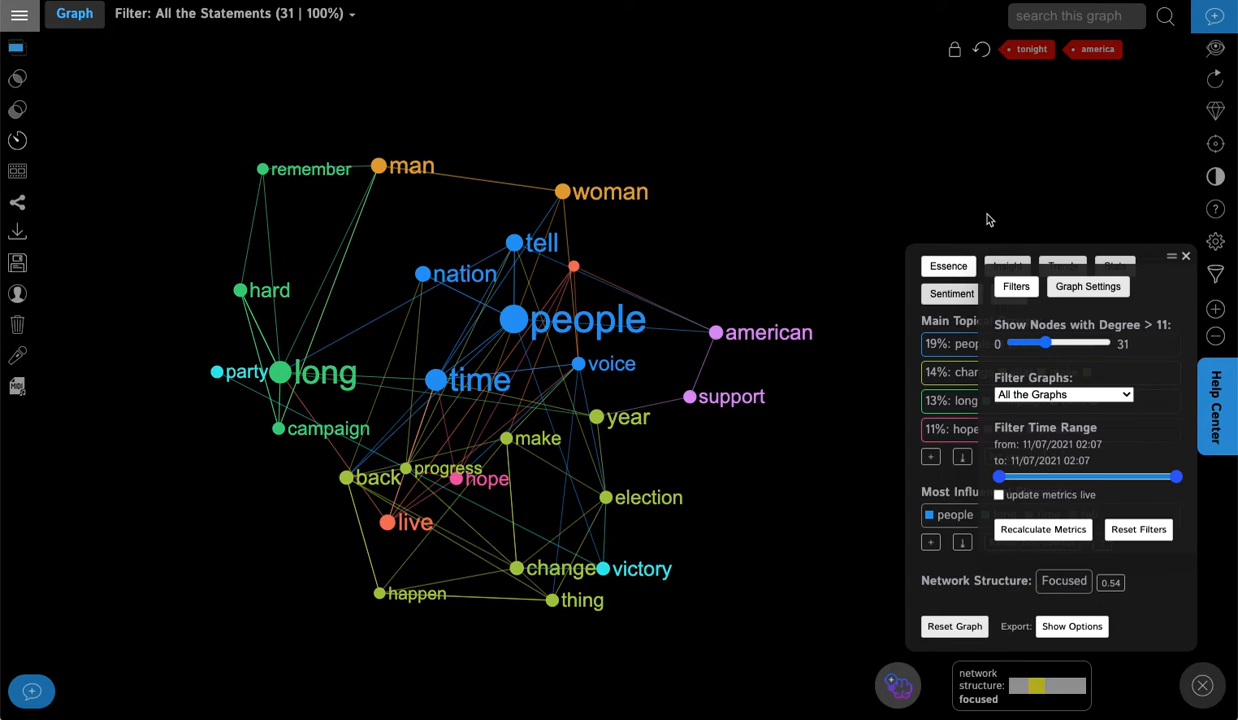 Graph
Filter: All the Statements (31 | 100%)
search this graph
tonight
america
remember
man
woman
tell
nation
hard
people
american
voice
party
long
time
support
year
campaign
make
progress
back
hope
election
live
change
victory
happen
thing
Essence
Insight
Trends
Stats
Filters
Graph Settings
Sentiment
Main Topic
Show Nodes with Degree > 11:
19%: peop
0
31
14%: chan
Filter Graphs:
13%: long
All the Graphs
11%: hope
Filter Time Range
from: 11/07/2021 02:07
+
to: 11/07/2021 02:07
Most Influ
update metrics live
people
Recalculate Metrics
Reset Filters
+
Network Structure:
Focused
0.54
Reset Graph
Export:
Show Options
network
structure:
focused
Help Center
MIDI